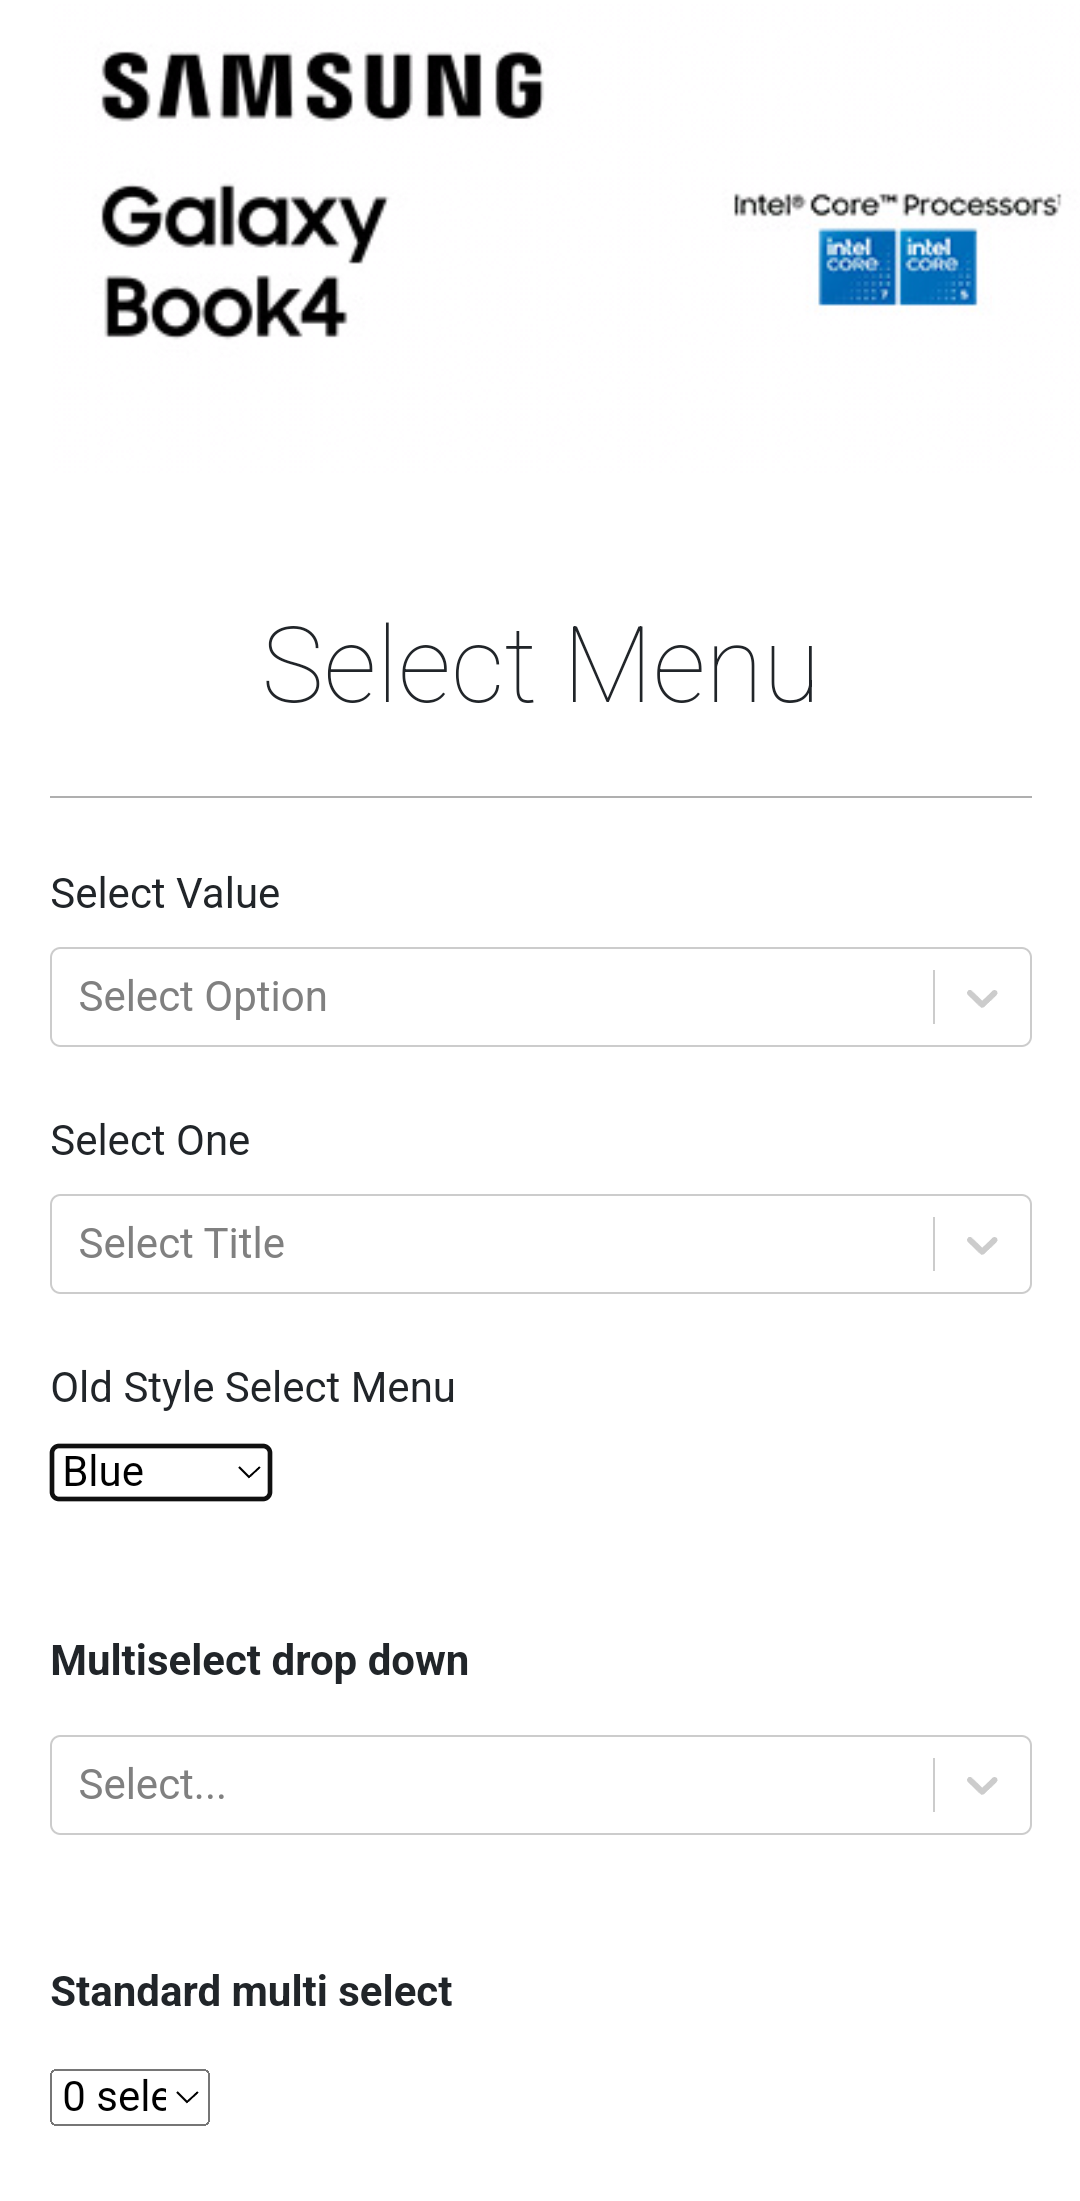 SAMSUNG
Galaxy
Book4
Intel® Core™ Processors¹
intel
CORE
7
intel
CORE
5
Select Menu
Select Value
Select Option
Select One
Select Title
Old Style Select Menu
Blue
Multiselect drop down
Select...
Standard multi select
0 sele